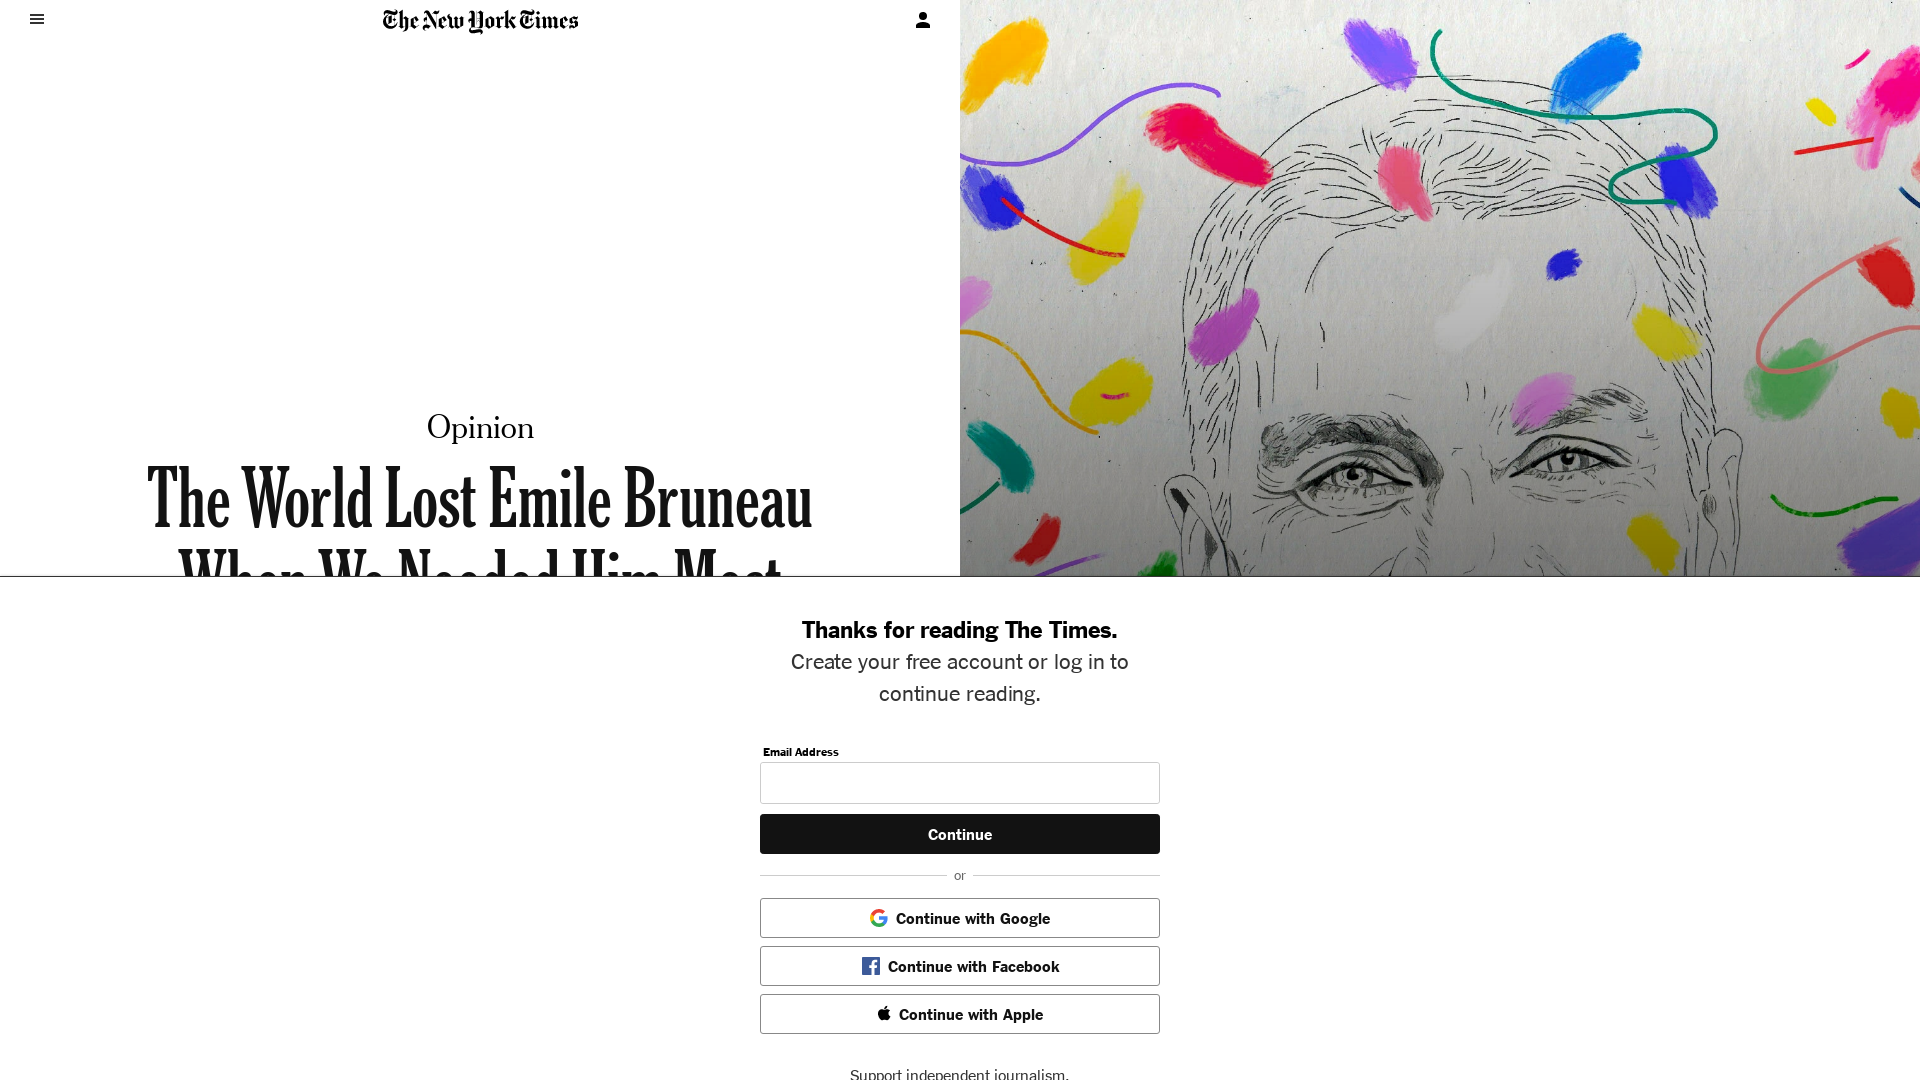 The New York Times
Opinion
The World Lost Emile Bruneau
When We Needed Him Most
Thanks for reading The Times.
Create your free account or log in to
continue reading.
Email Address
Continue
or
Continue with Google
Continue with Facebook
Continue with Apple
Support independent journalism.